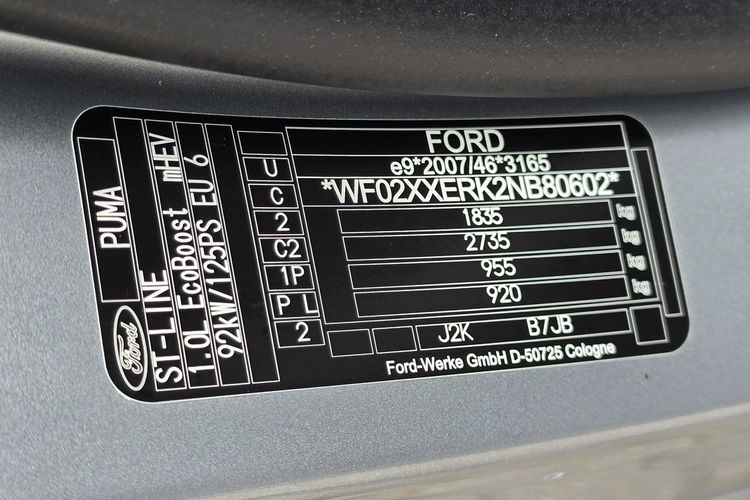 PUMA
ST-LINE
1.0L EcoBoost mHEV
92kW/125PS EU 6
Ford
U
C
2
C2
1P
P L
2
FORD
e9*2007/46*3165
*WF02XXERK2NB80602*
1835 kg
2735 kg
955 kg
920 kg
J2K B7JB
Ford-Werke GmbH D-50725 Cologne